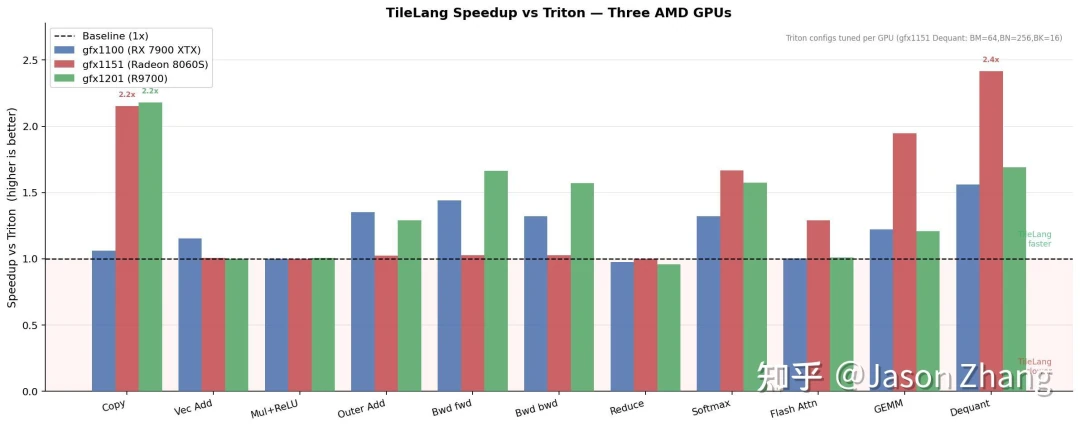 TileLang Speedup vs Triton — Three AMD GPUs
Triton configs tuned per GPU (gfx1151 Dequant: BM=64,BN=256,BK=16)
Baseline (1x)
gfx1100 (RX 7900 XTX)
gfx1151 (Radeon 8060S)
gfx1201 (R9700)
Speedup vs Triton (higher is better)
2.5
2.0
1.5
1.0
0.5
0.0
2.2x
2.2x
2.4x
TileLang
faster
TileLang
知乎 @Jason Zhang
Copy
Vec Add
Mul+ReLU
Outer Add
Bwd fwd
Bwd bwd
Reduce
Softmax
Flash Attn
GEMM
Dequant